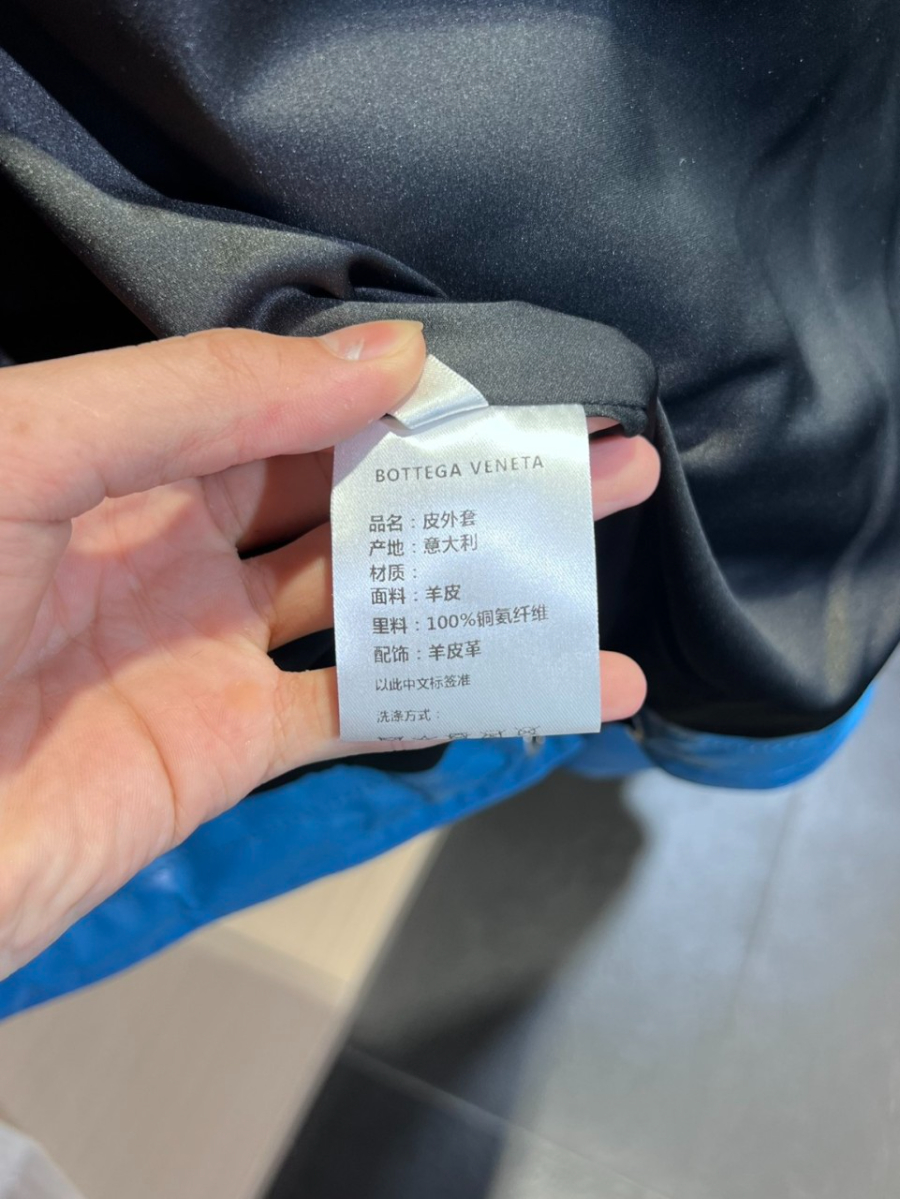 BOTTEGA VENETA
品名：皮外套
产地：意大利
材质：
面料：羊皮
里料：100%铜氨纤维
配饰：羊皮革
以此中文标签准
洗涤方式：